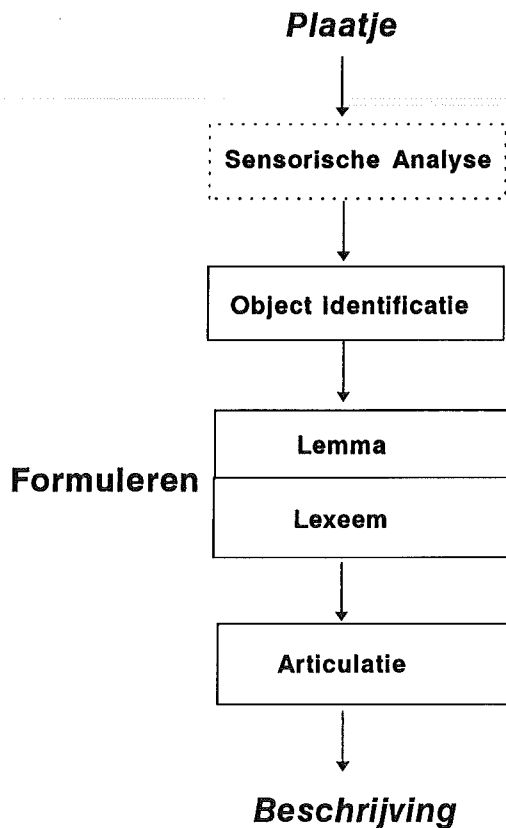 Plaatje
Sensorische Analyse
Object Identificatie
Lemma
Formuleren
Lexeem
Articulatie
Beschrijving